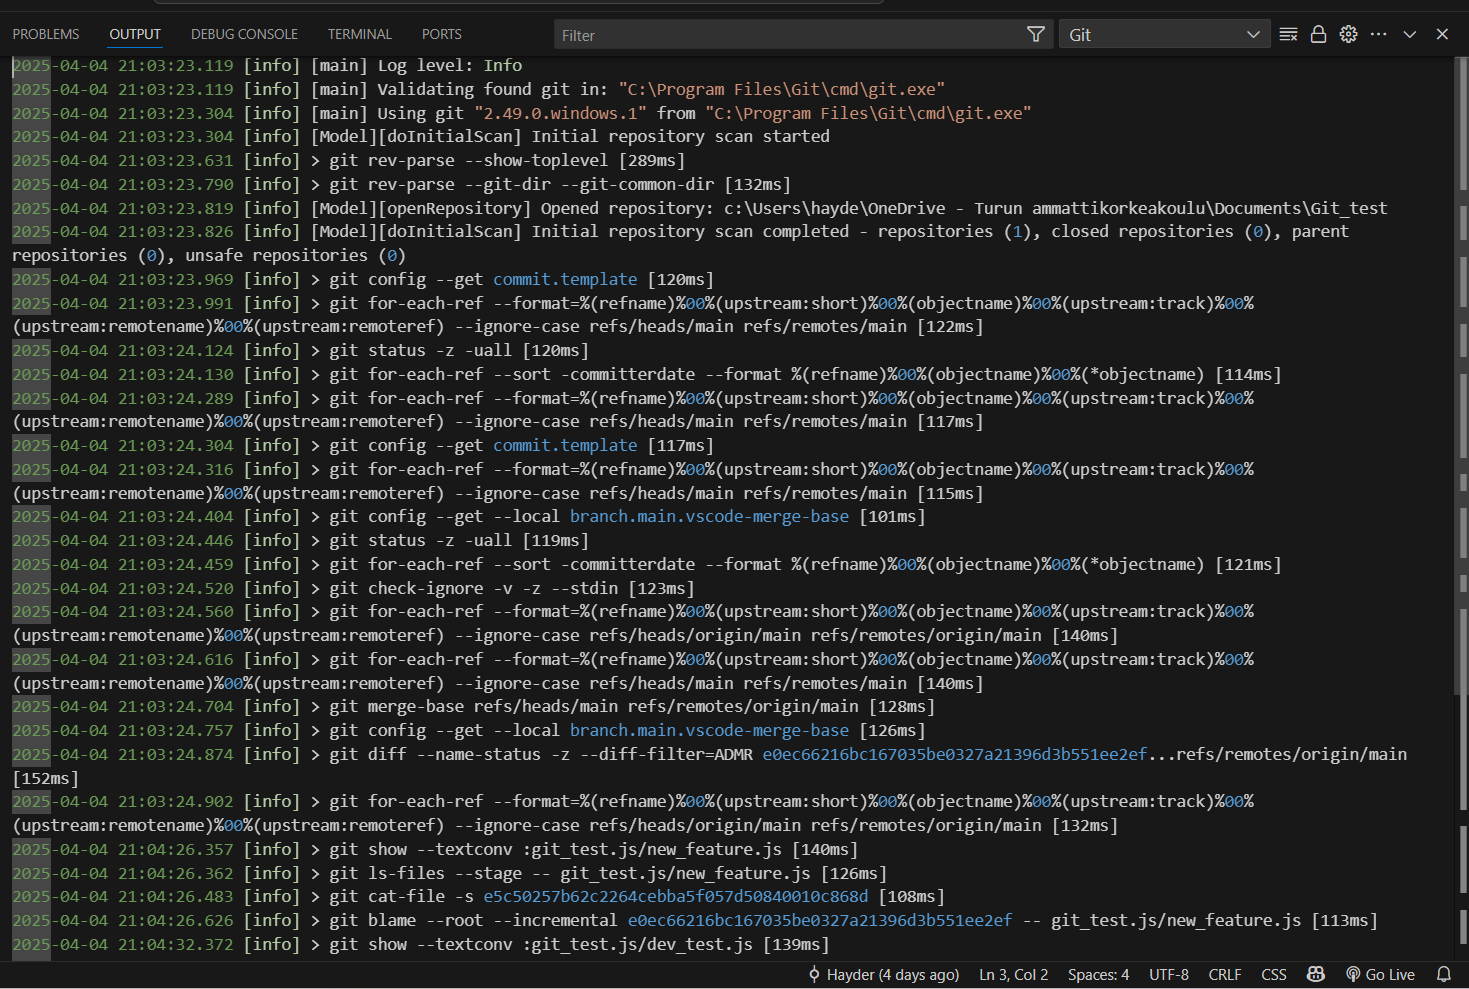 PROBLEMS OUTPUT DEBUG CONSOLE TERMINAL PORTS Filter Git
2025-04-04 21:03:23.119 [info] [main] Log level: Info
2025-04-04 21:03:23.119 [info] [main] Validating found git in: "C:\Program Files\Git\cmd\git.exe"
2025-04-04 21:03:23.304 [info] [main] Using git "2.49.0.windows.1" from "C:\Program Files\Git\cmd\git.exe"
2025-04-04 21:03:23.304 [info] [Model][doInitialScan] Initial repository scan started
2025-04-04 21:03:23.631 [info] > git rev-parse --show-toplevel [289ms]
2025-04-04 21:03:23.790 [info] > git rev-parse --git-dir --git-common-dir [132ms]
2025-04-04 21:03:23.819 [info] [Model][openRepository] Opened repository: c:\Users\hayde\OneDrive - Turun ammattikorkeakoulu\Documents\Git_test
2025-04-04 21:03:23.826 [info] [Model][doInitialScan] Initial repository scan completed - repositories (1), closed repositories (0), parent
repositories (0), unsafe repositories (0)
2025-04-04 21:03:23.969 [info] > git config --get commit.template [120ms]
2025-04-04 21:03:23.991 [info] > git for-each-ref --format=%(refname)%00%(upstream:short)%00%(objectname)%00%(upstream:track)%00%
(upstream:remotename)%00%(upstream:remoteref) --ignore-case refs/heads/main refs/remotes/main [122ms]
2025-04-04 21:03:24.124 [info] > git status -z -uall [120ms]
2025-04-04 21:03:24.130 [info] > git for-each-ref --sort -committerdate --format %(refname)%00%(objectname)%00%(*objectname) [114ms]
2025-04-04 21:03:24.289 [info] > git for-each-ref --format=%(refname)%00%(upstream:short)%00%(objectname)%00%(upstream:track)%00%
(upstream:remotename)%00%(upstream:remoteref) --ignore-case refs/heads/main refs/remotes/main [117ms]
2025-04-04 21:03:24.304 [info] > git config --get commit.template [117ms]
2025-04-04 21:03:24.316 [info] > git for-each-ref --format=%(refname)%00%(upstream:short)%00%(objectname)%00%(upstream:track)%00%
(upstream:remotename)%00%(upstream:remoteref) --ignore-case refs/heads/main refs/remotes/main [115ms]
2025-04-04 21:03:24.404 [info] > git config --get --local branch.main.vscode-merge-base [101ms]
2025-04-04 21:03:24.446 [info] > git status -z -uall [119ms]
2025-04-04 21:03:24.459 [info] > git for-each-ref --sort -committerdate --format %(refname)%00%(objectname)%00%(*objectname) [121ms]
2025-04-04 21:03:24.520 [info] > git check-ignore -v -z --stdin [123ms]
2025-04-04 21:03:24.560 [info] > git for-each-ref --format=%(refname)%00%(upstream:short)%00%(objectname)%00%(upstream:track)%00%
(upstream:remotename)%00%(upstream:remoteref) --ignore-case refs/heads/origin/main refs/remotes/origin/main [140ms]
2025-04-04 21:03:24.616 [info] > git for-each-ref --format=%(refname)%00%(upstream:short)%00%(objectname)%00%(upstream:track)%00%
(upstream:remotename)%00%(upstream:remoteref) --ignore-case refs/heads/main refs/remotes/main [140ms]
2025-04-04 21:03:24.704 [info] > git merge-base refs/heads/main refs/remotes/origin/main [128ms]
2025-04-04 21:03:24.757 [info] > git config --get --local branch.main.vscode-merge-base [126ms]
2025-04-04 21:03:24.874 [info] > git diff --name-status -z --diff-filter=ADMR e0ec66216bc167035be0327a21396d3b551ee2ef...refs/remotes/origin/main
[152ms]
2025-04-04 21:03:24.902 [info] > git for-each-ref --format=%(refname)%00%(upstream:short)%00%(objectname)%00%(upstream:track)%00%
(upstream:remotename)%00%(upstream:remoteref) --ignore-case refs/heads/origin/main refs/remotes/origin/main [132ms]
2025-04-04 21:04:26.357 [info] > git show --textconv :git_test.js/new_feature.js [140ms]
2025-04-04 21:04:26.362 [info] > git ls-files --stage -- git_test.js/new_feature.js [126ms]
2025-04-04 21:04:26.483 [info] > git cat-file -s e5c50257b62c2264cebba5f057d50840010c868d [108ms]
2025-04-04 21:04:26.626 [info] > git blame --root --incremental e0ec66216bc167035be0327a21396d3b551ee2ef -- git_test.js/new_feature.js [113ms]
2025-04-04 21:04:32.372 [info] > git show --textconv :git_test.js/dev_test.js [139ms]
Hayder (4 days ago) Ln 3, Col 2 Spaces: 4 UTF-8 CRLF CSS Go Live